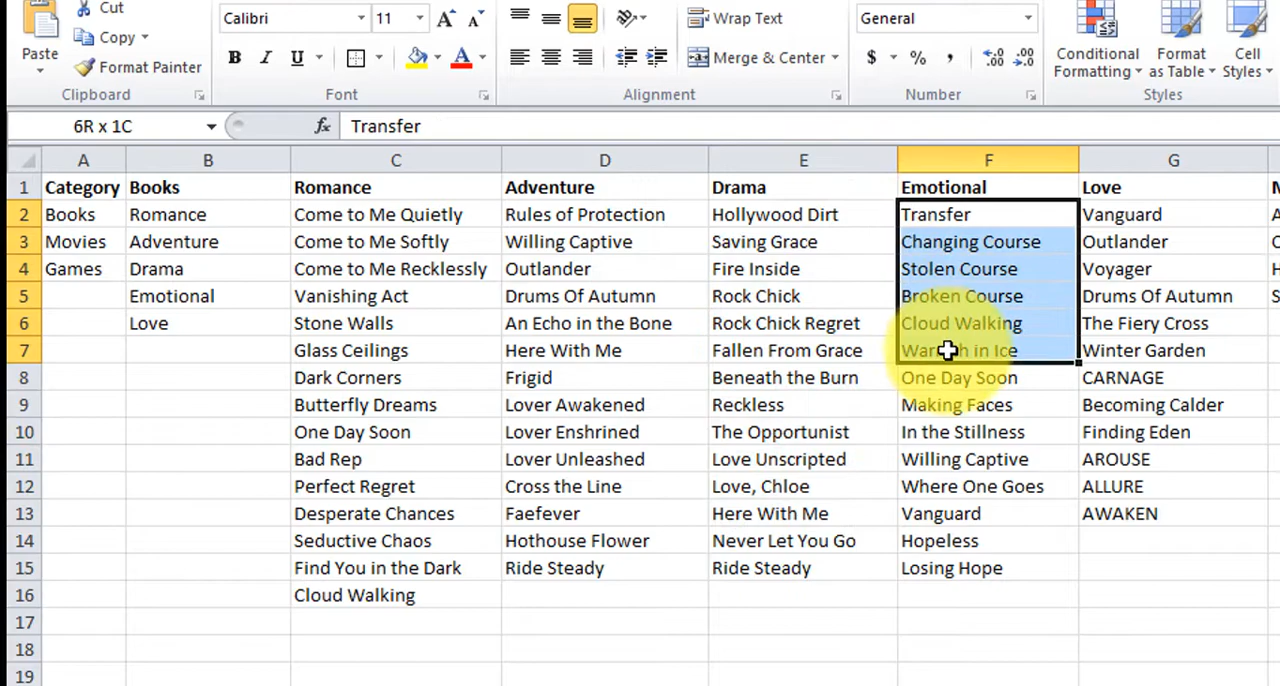 Cut
Copy
Paste
Format Painter
Clipboard
Calibri 11 A A
B I U A
Font
Wrap Text
Merge & Center
Alignment
General
$ % , .0 .00 .00 .0
Number
Conditional Formatting Format as Table Cell Styles
Styles
6R x 1C fx Transfer
A B C D E F G
1 Category Books Romance Adventure Drama Emotional Love
2 Books Romance Come to Me Quietly Rules of Protection Hollywood Dirt Transfer Vanguard
3 Movies Adventure Come to Me Softly Willing Captive Saving Grace Changing Course Outlander
4 Games Drama Come to Me Recklessly Outlander Fire Inside Stolen Course Voyager
5 Emotional Vanishing Act Drums Of Autumn Rock Chick Broken Course Drums Of Autumn
6 Love Stone Walls An Echo in the Bone Rock Chick Regret Cloud Walking The Fiery Cross
7 Glass Ceilings Here With Me Fallen From Grace in Ice Winter Garden
8 Dark Corners Frigid Beneath the Burn One Day Soon CARNAGE
9 Butterfly Dreams Lover Awakened Reckless Making Faces Becoming Calder
10 One Day Soon Lover Enshrined The Opportunist In the Stillness Finding Eden
11 Bad Rep Lover Unleashed Love Unscripted Willing Captive AROUSE
12 Perfect Regret Cross the Line Love, Chloe Where One Goes ALLURE
13 Desperate Chances Faefever Here With Me Vanguard AWAKEN
14 Seductive Chaos Hothouse Flower Never Let You Go Hopeless
15 Find You in the Dark Ride Steady Ride Steady Losing Hope
16 Cloud Walking
17
18
19